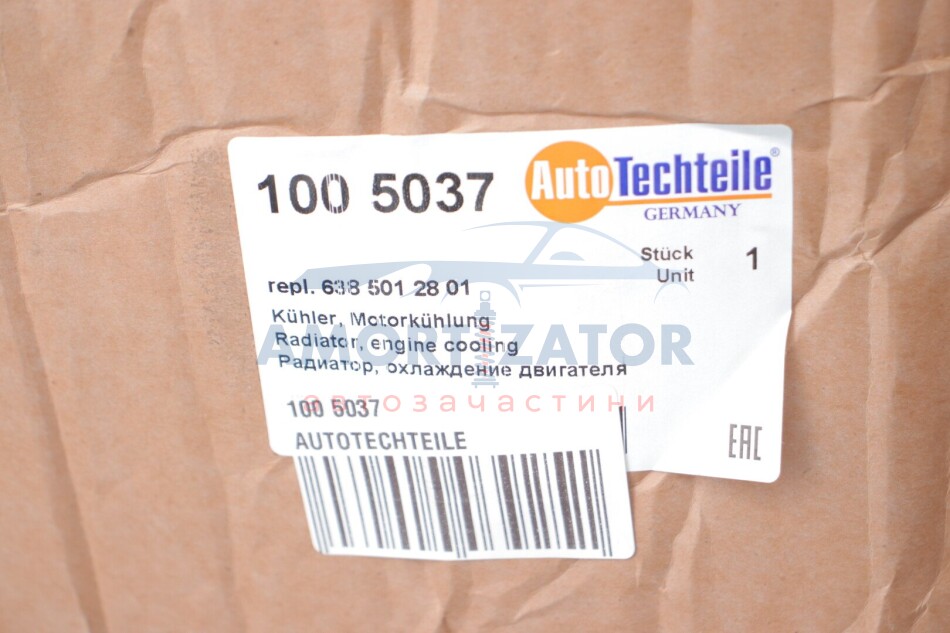 100 5037
AutoTechteile®
GERMANY
Stück 1
Unit
repl. 638 501 28 01
Kühler, Motorkühlung
Radiator, engine cooling
Радиатор, охлаждение двигателя
AMORTIZATOR
автозачастини
100 5037
AUTOTECHTEILE
EAC